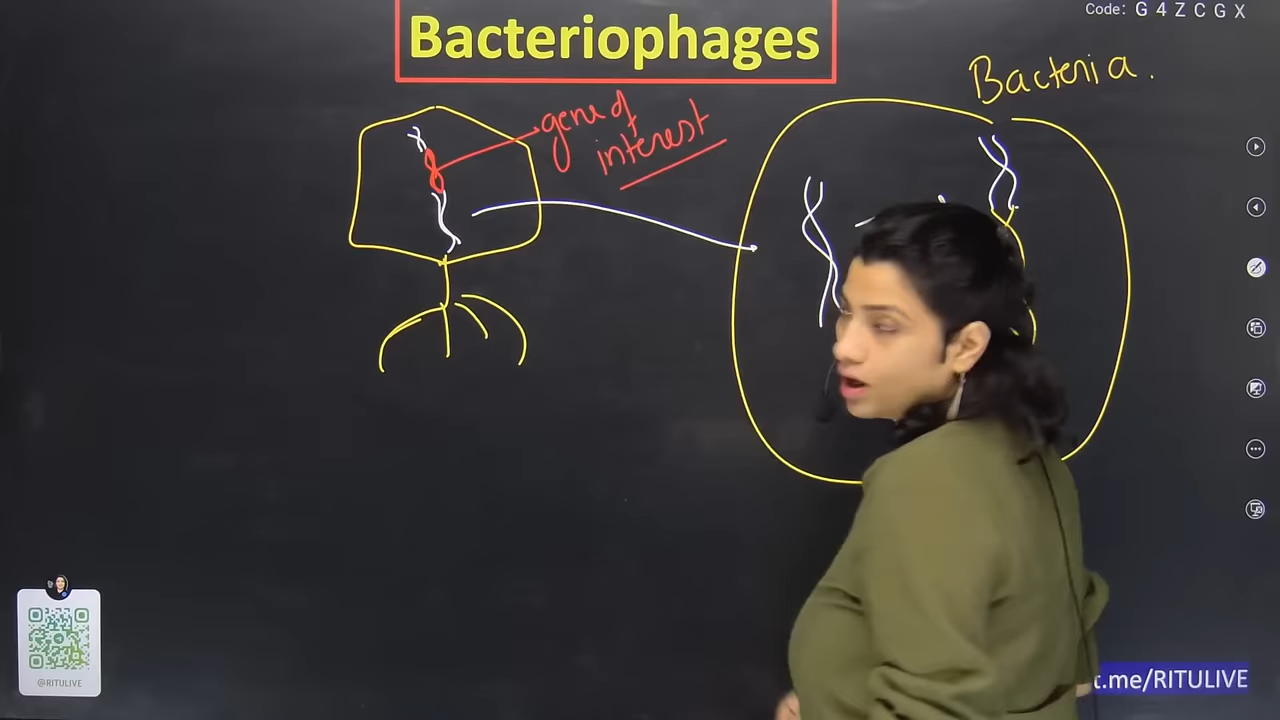 Code: G 4 Z C G X
Bacteriophages
Bacteria.
gene of
interest
@RITULIVE
t.me/RITULIVE